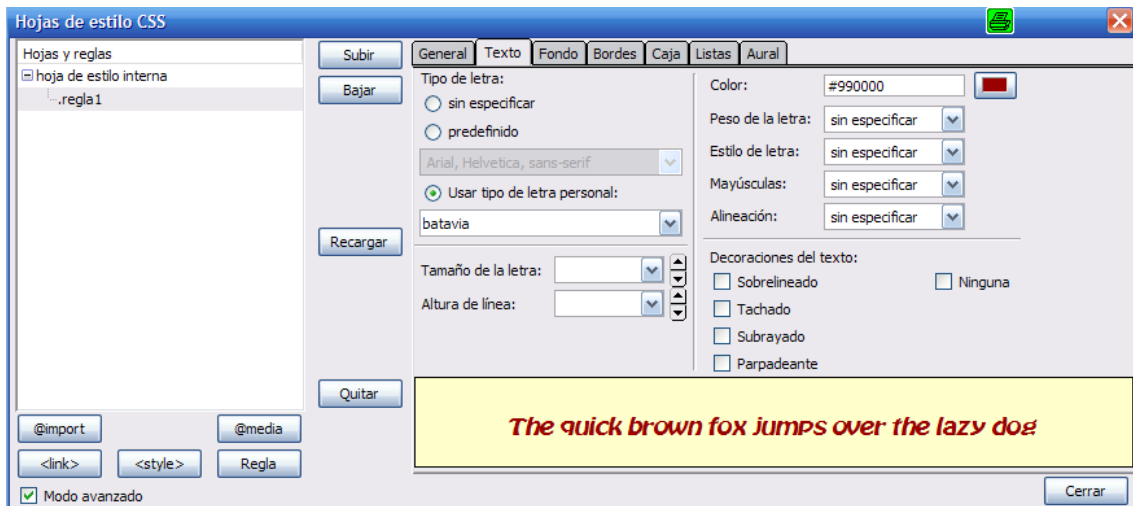 Hojas de estilo CSS
Hojas y reglas
hoja de estilo interna
.regla1
Subir
Bajar
Recargar
Quitar
@import
@media
<link>
<style>
Regla
Modo avanzado
General
Texto
Fondo
Bordes
Caja
Listas
Aural
Tipo de letra:
sin especificar
predefinido
Arial, Helvetica, sans-serif
Usar tipo de letra personal:
batavia
Tamaño de la letra:
Altura de línea:
Color: #990000
Peso de la letra: sin especificar
Estilo de letra: sin especificar
Mayúsculas: sin especificar
Alineación: sin especificar
Decoraciones del texto:
Sobrelineado
Ninguna
Tachado
Subrayado
Parpadeante
The quick brown fox jumps over the lazy dog
Cerrar